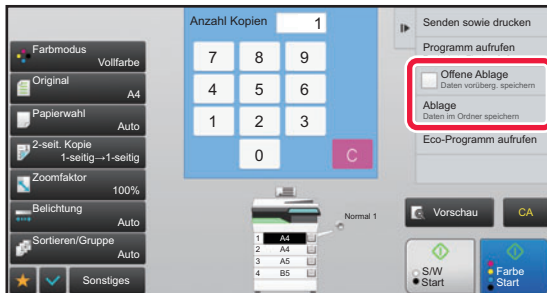 Anzahl Kopien 1
Farbmodus
Vollfarbe
Original
A4
Papierwahl
Auto
2-seit. Kopie
1-seitig→1-seitig
Zoomfaktor
100%
Belichtung
Auto
Sortieren/Gruppe
Auto
Sonstiges
7 8 9
4 5 6
1 2 3
0 C
Normal 1
1 A4
2 A4
3 A5
4 B5
Senden sowie drucken
Programm aufrufen
Offene Ablage
Daten vorüberg. speichern
Ablage
Daten im Ordner speichern
Eco-Programm aufrufen
Vorschau
CA
S/W
Start
Farbe
Start